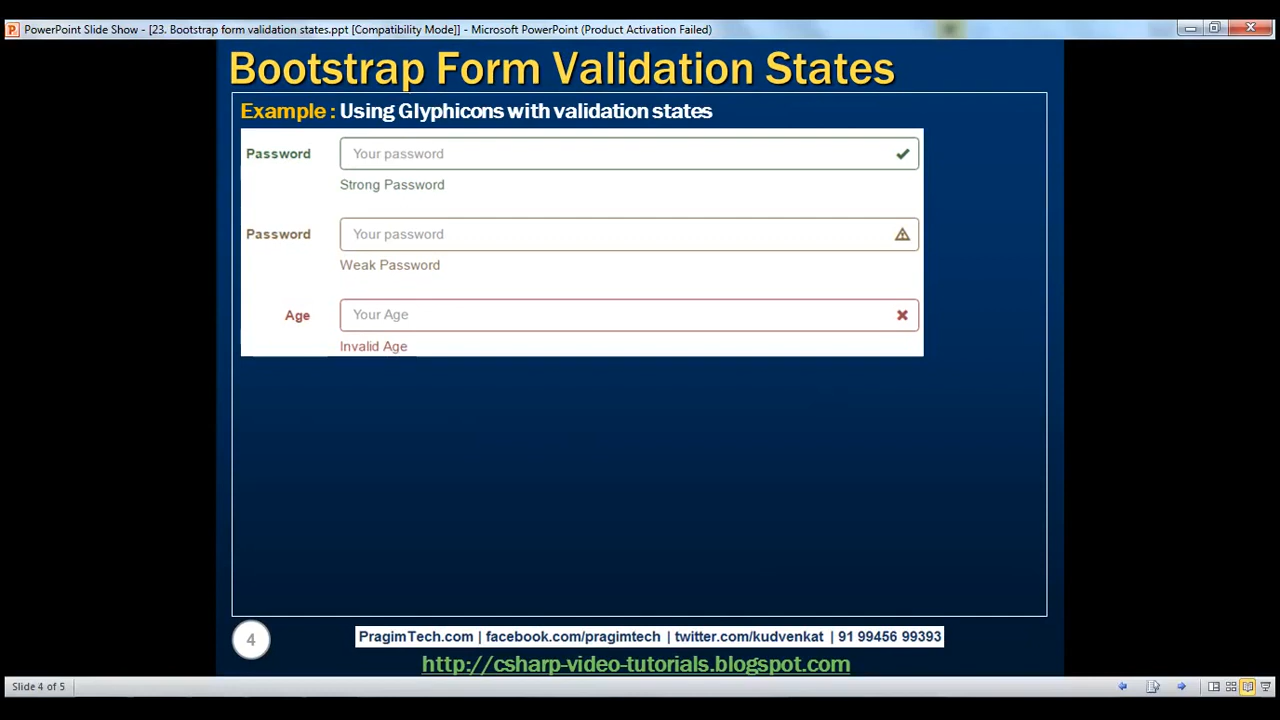 PowerPoint Slide Show - [23. Bootstrap form validation states.ppt [Compatibility Mode]] - Microsoft PowerPoint (Product Activation Failed)
Bootstrap Form Validation States
Example : Using Glyphicons with validation states
Password Your password
Strong Password
Password Your password
Weak Password
Age Your Age
Invalid Age
4
PragimTech.com | facebook.com/pragimtech | twitter.com/kudvenkat | 91 99456 99393
http://csharp-video-tutorials.blogspot.com
Slide 4 of 5